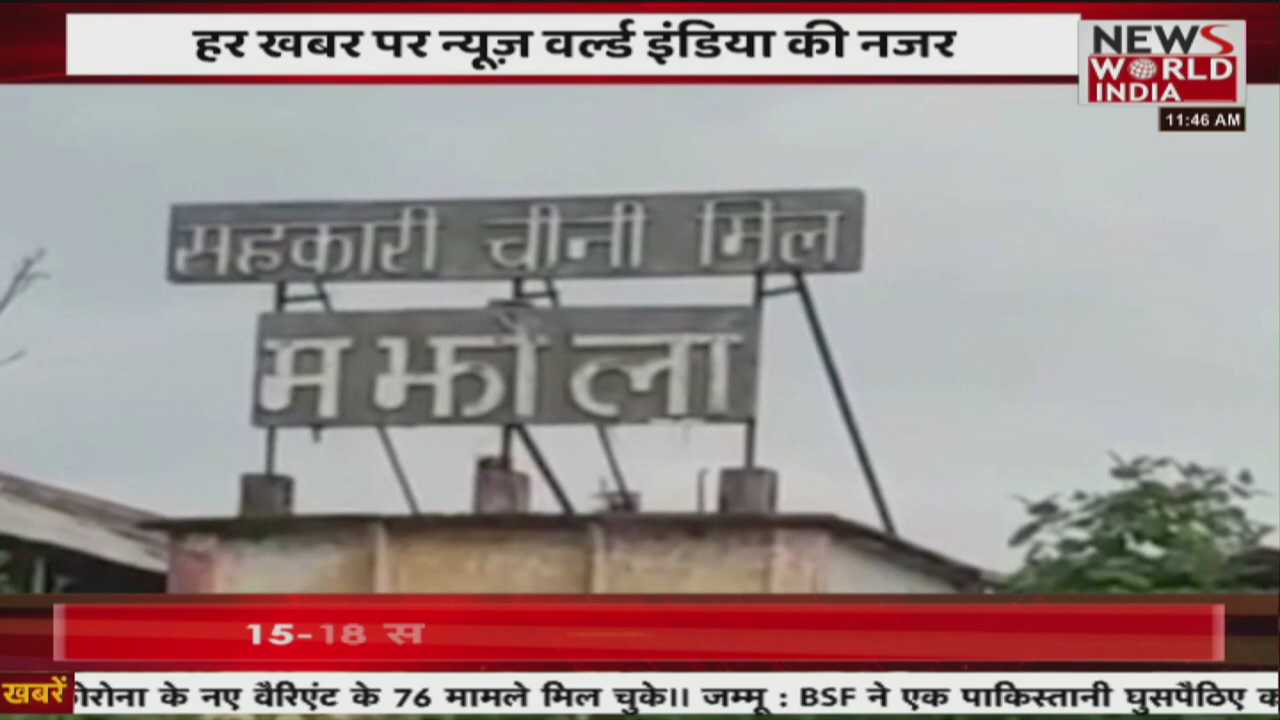 हर खबर पर न्यूज़ वर्ल्ड इंडिया की नजर
NEWS
WORLD
INDIA
11:46 AM
सहकारी चीनी मिल
मझौला
15-18 स
खबरें
के नए वैरिएंट के 76 मामले मिल चुके।। जम्मू : BSF ने एक पाकिस्तानी घुसपैठिए